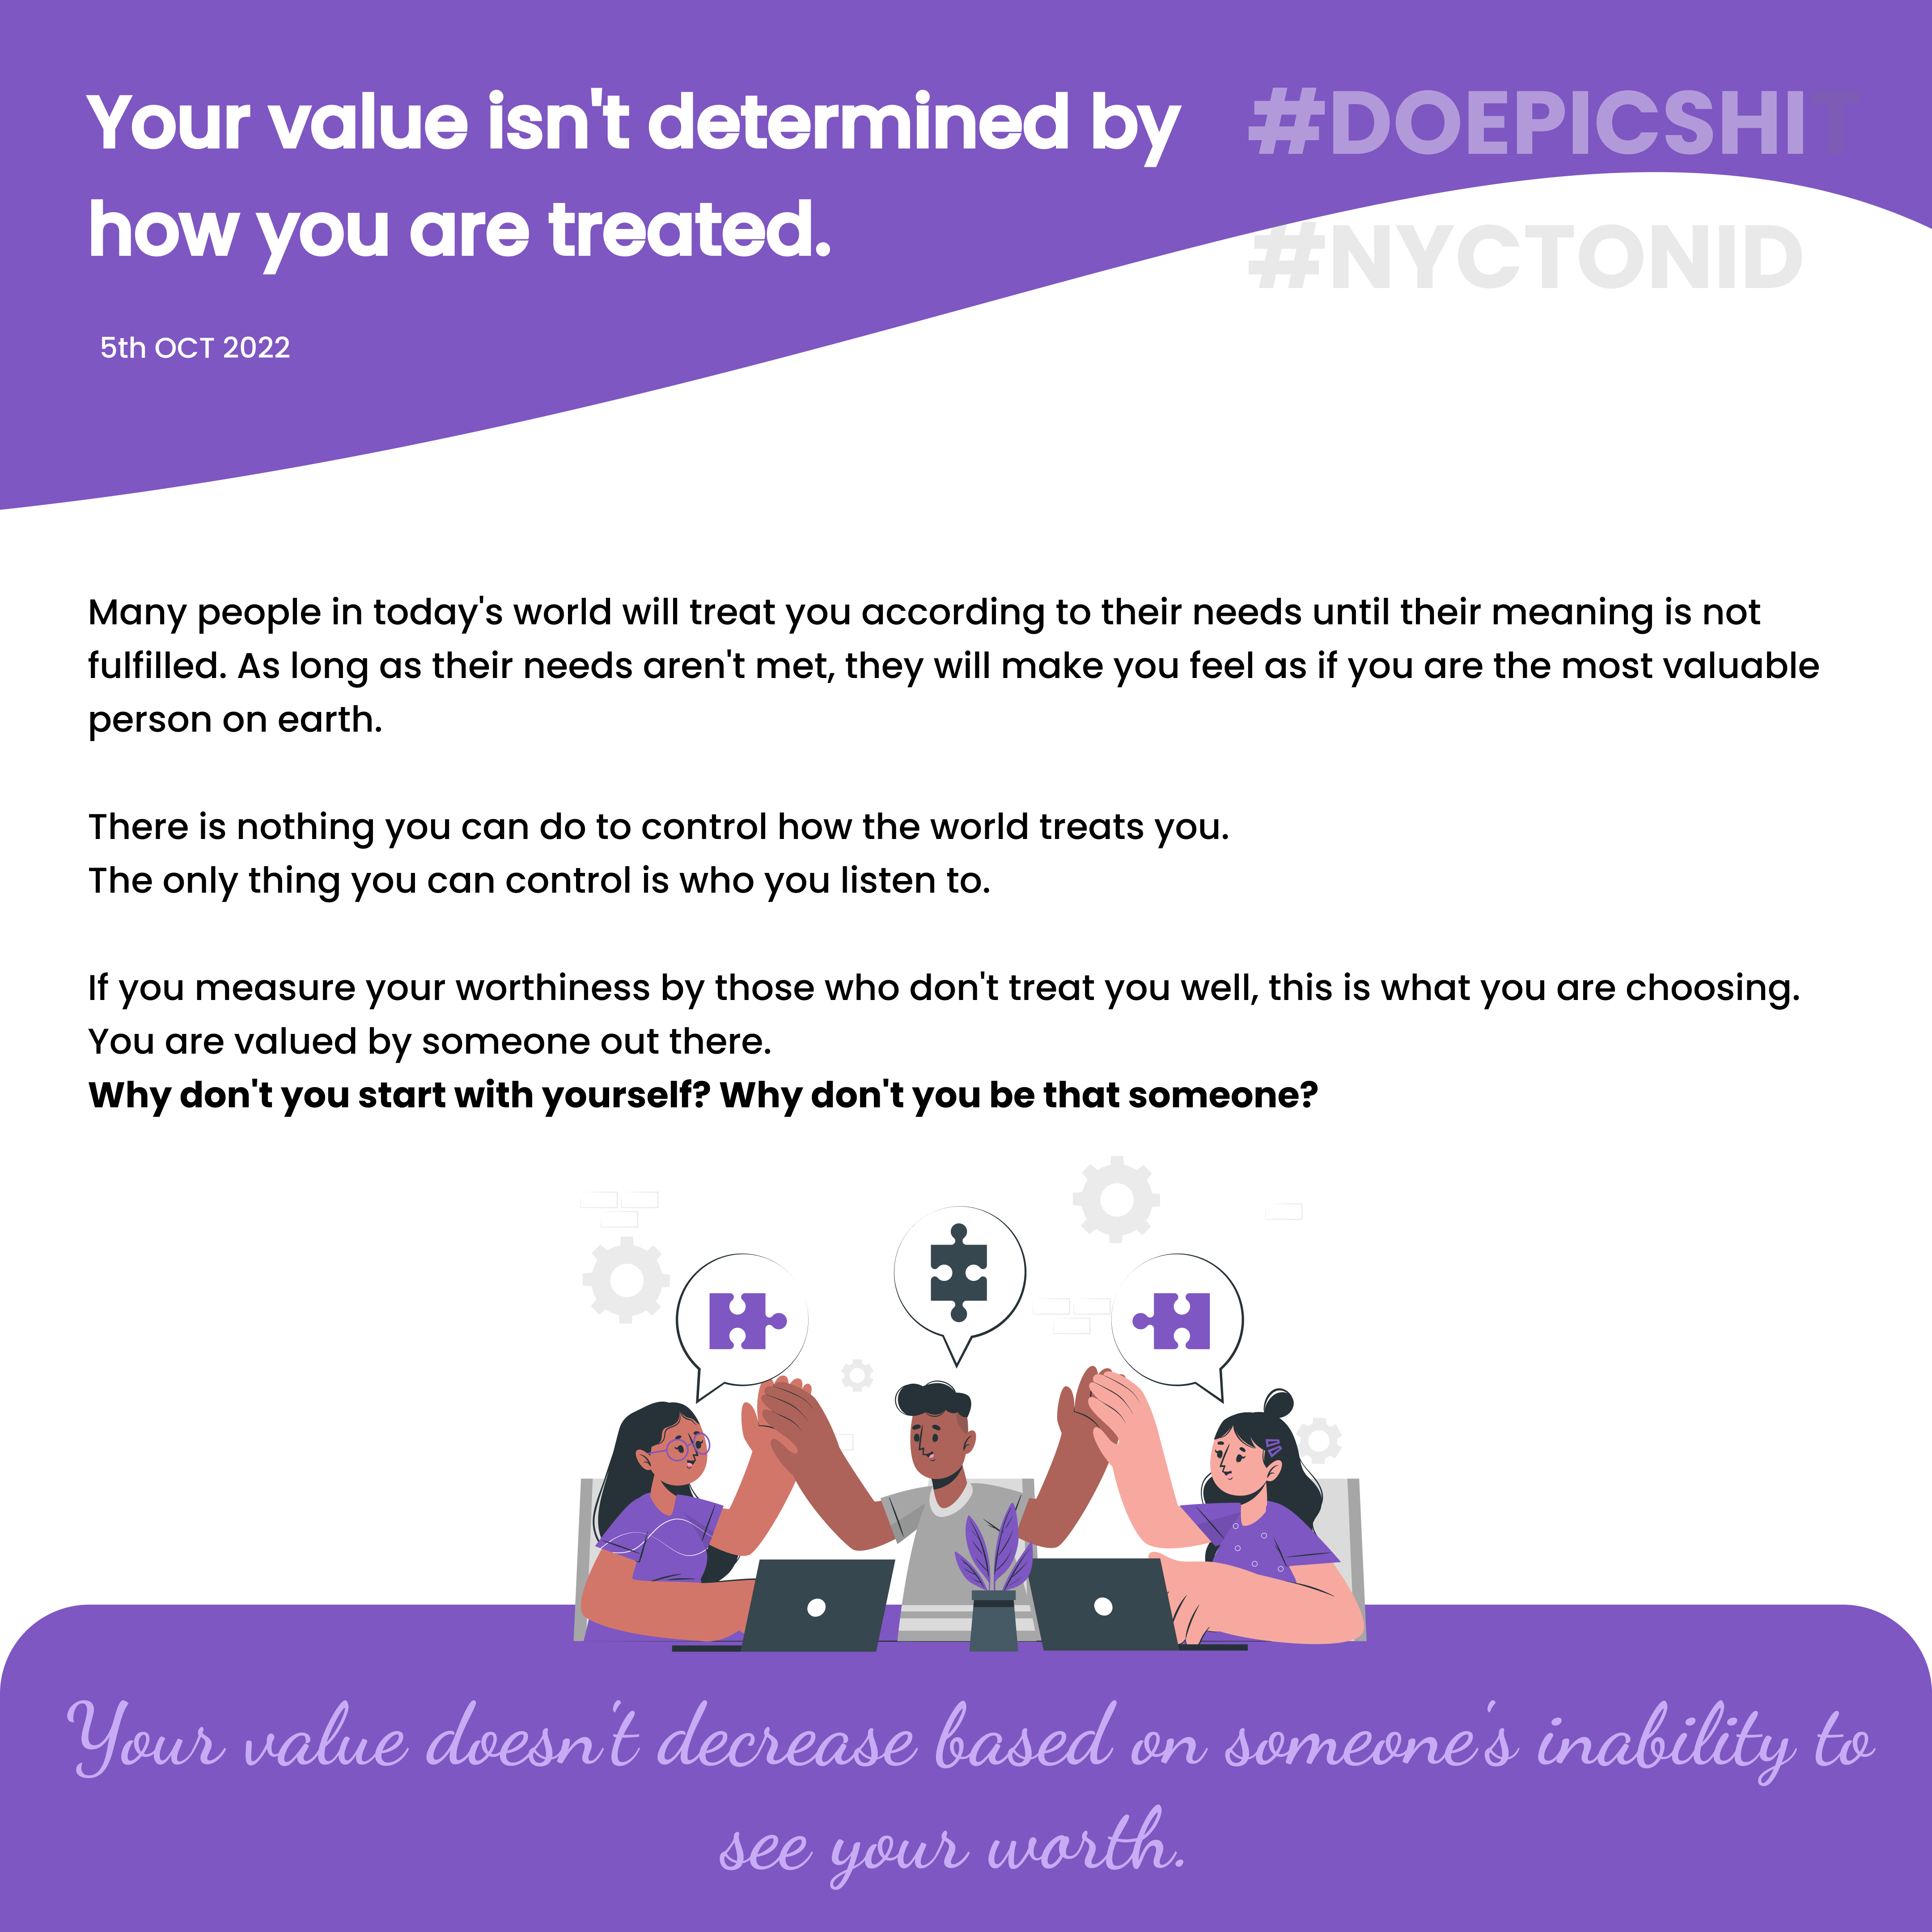 Your value isn't determined by
how you are treated.
#DOEPICSHIT
#NYCTONID
5th OCT 2022
Many people in today's world will treat you according to their needs until their meaning is not
fulfilled. As long as their needs aren't met, they will make you feel as if you are the most valuable
person on earth.
There is nothing you can do to control how the world treats you.
The only thing you can control is who you listen to.
If you measure your worthiness by those who don't treat you well, this is what you are choosing.
You are valued by someone out there.
Why don't you start with yourself? Why don't you be that someone?
Your value doesn't decrease based on someone's inability to
see your worth.